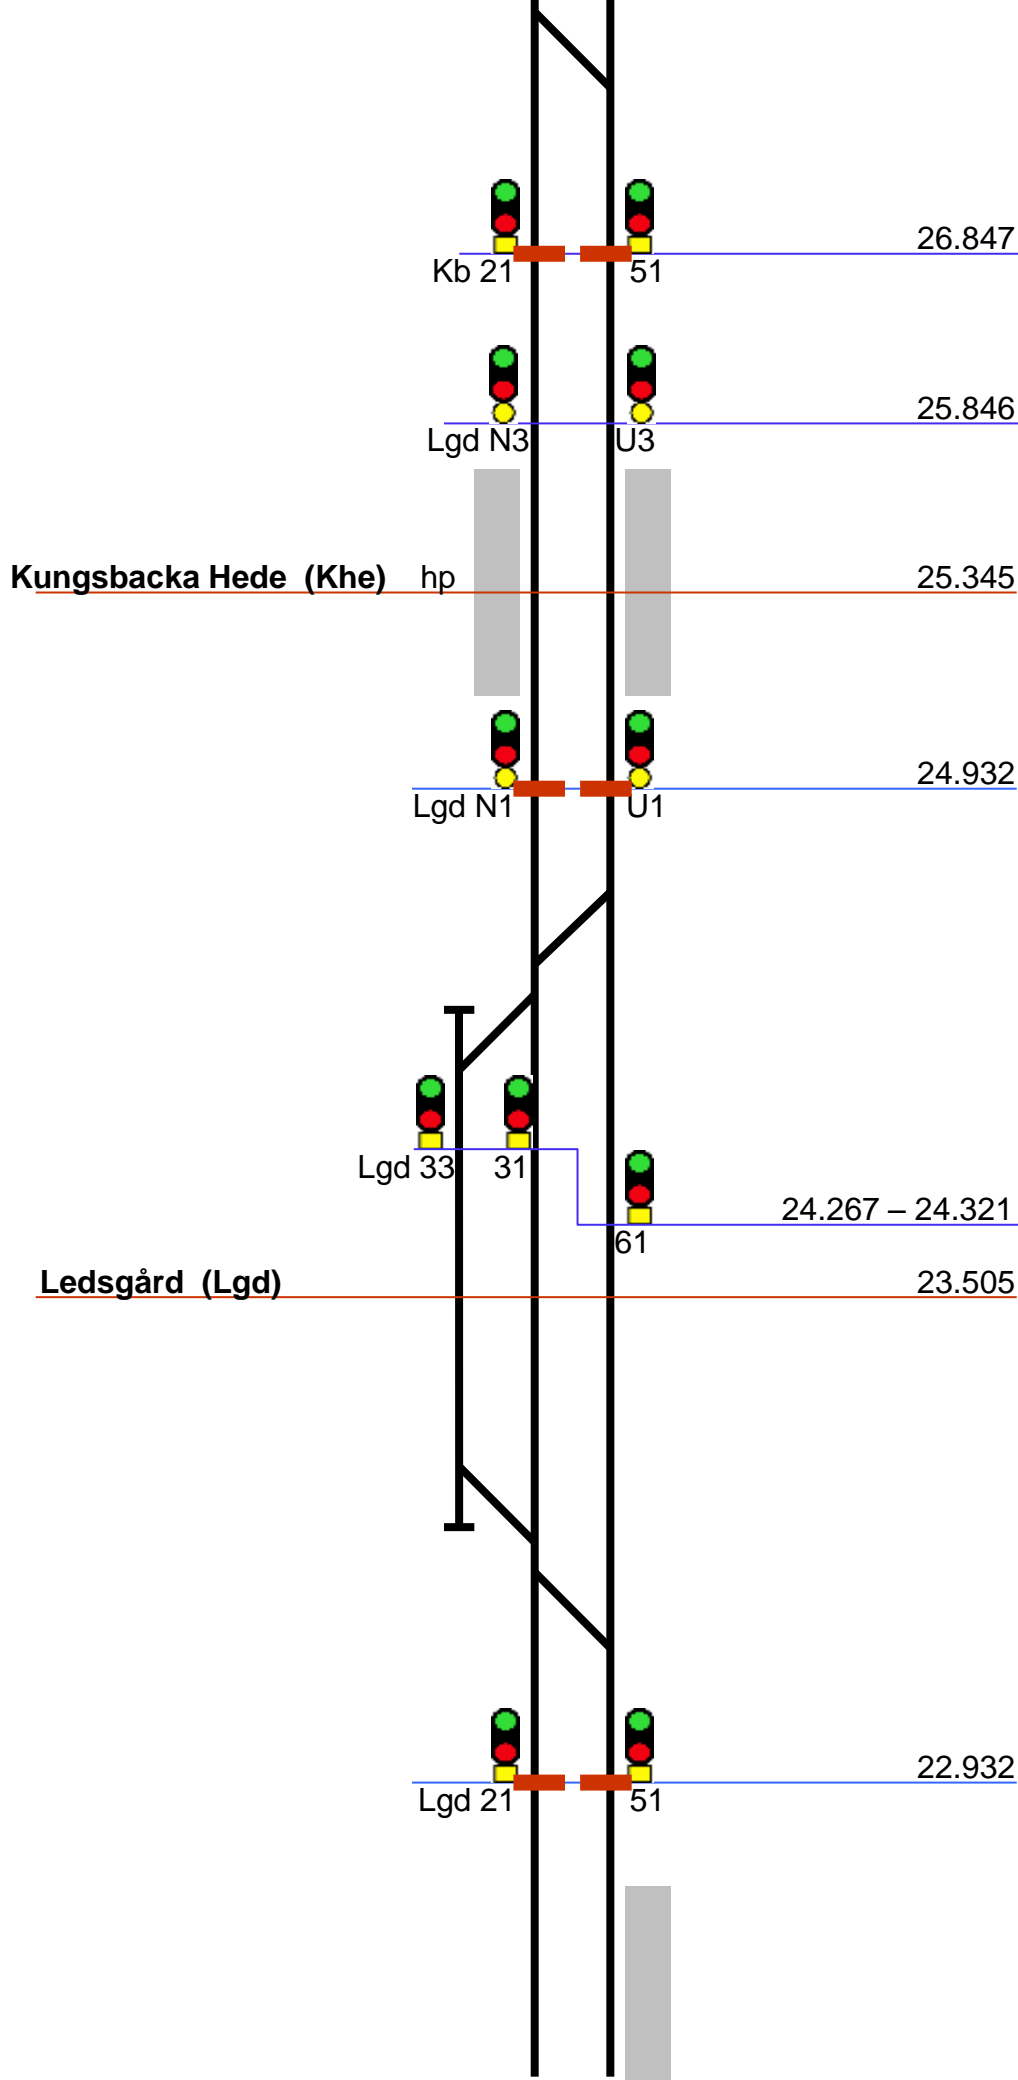 26.847
Kb 21 51
25.846
Lgd N3 U3
Kungsbacka Hede (Khe) hp 25.345
24.932
Lgd N1 U1
Lgd 33 31
24.267 – 24.321
61
Ledsgård (Lgd) 23.505
22.932
Lgd 21 51